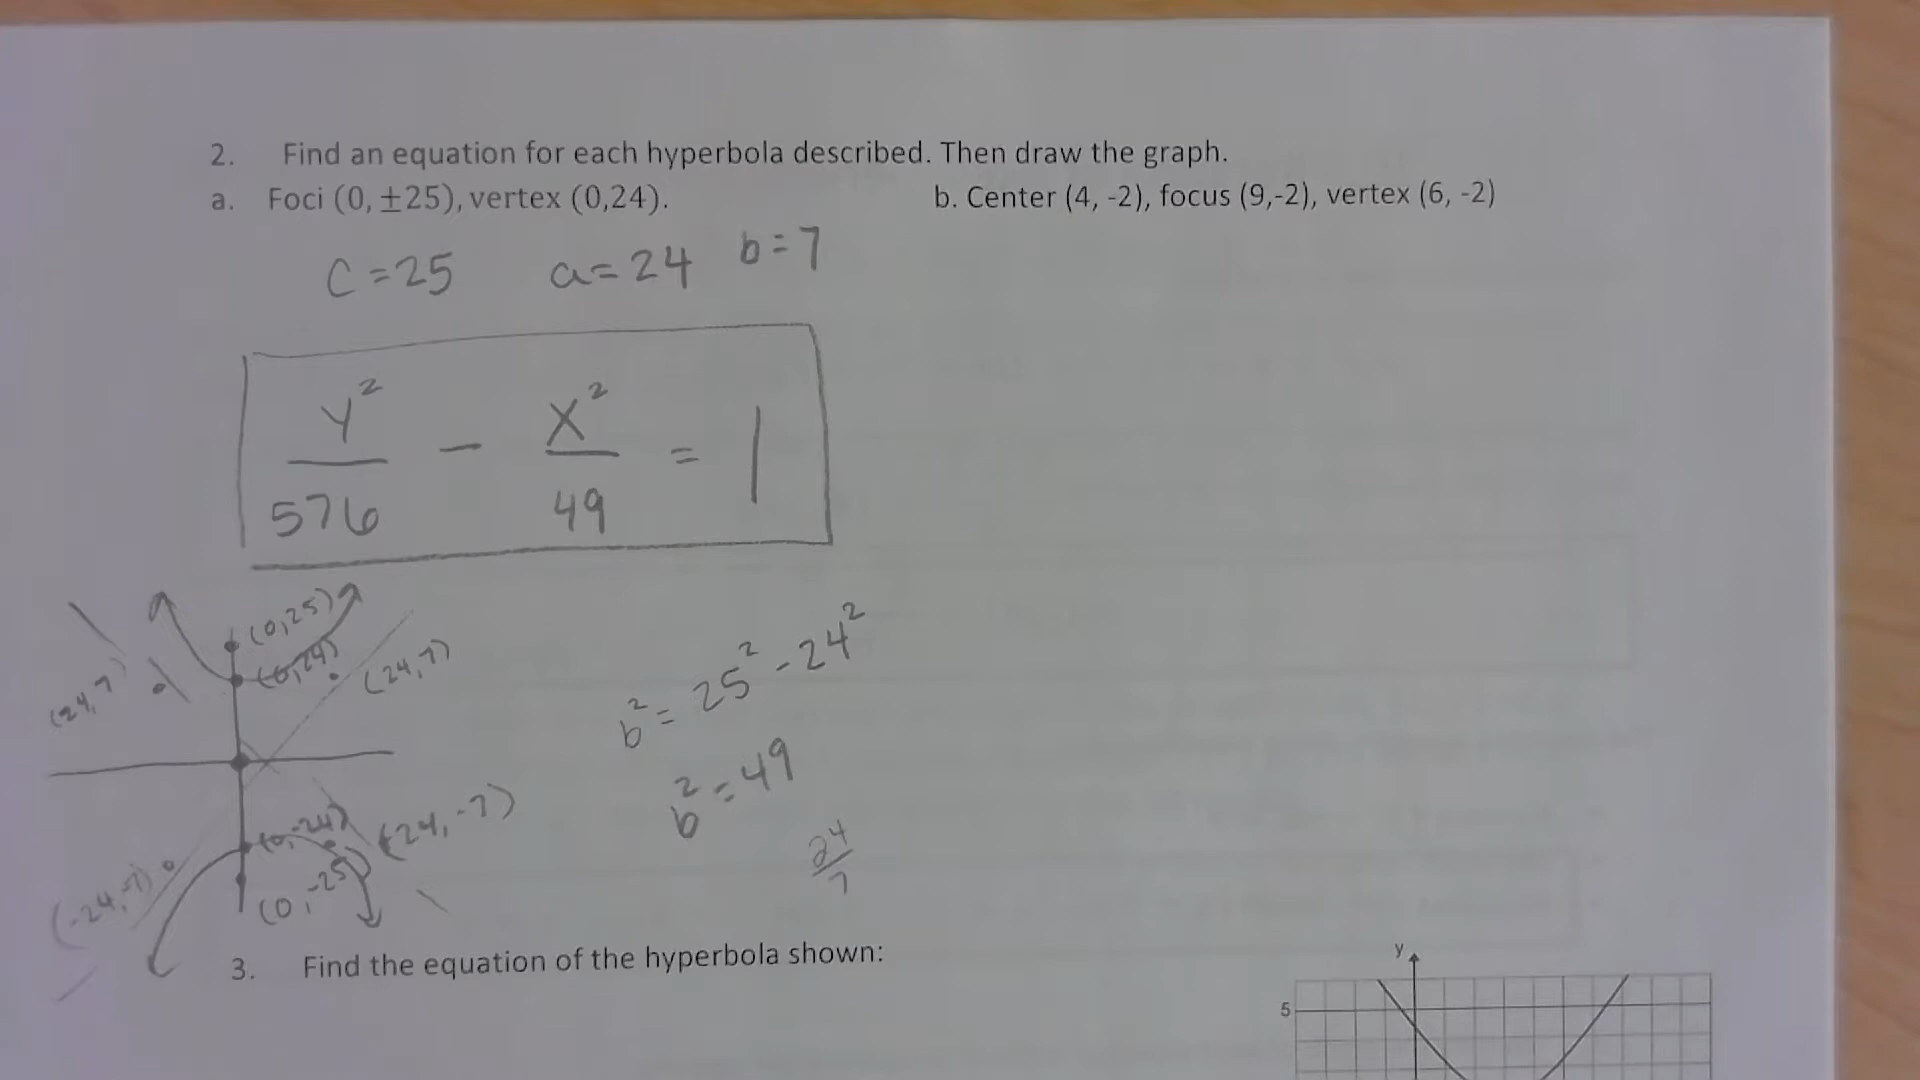 2. Find an equation for each hyperbola described. Then draw the graph.
a. Foci (0, ±25), vertex (0,24).
b. Center (4, -2), focus (9,-2), vertex (6, -2)
C = 25 a = 24 b = 7
y² / 576 − x² / 49 = 1
(0,25)
(0,24)
(24,7)
(24,7)
b² = 25² - 24²
b² = 49
24/7
(0,-24)
(24,-7)
(-24,-7)
(0,-25)
3. Find the equation of the hyperbola shown:
y
5